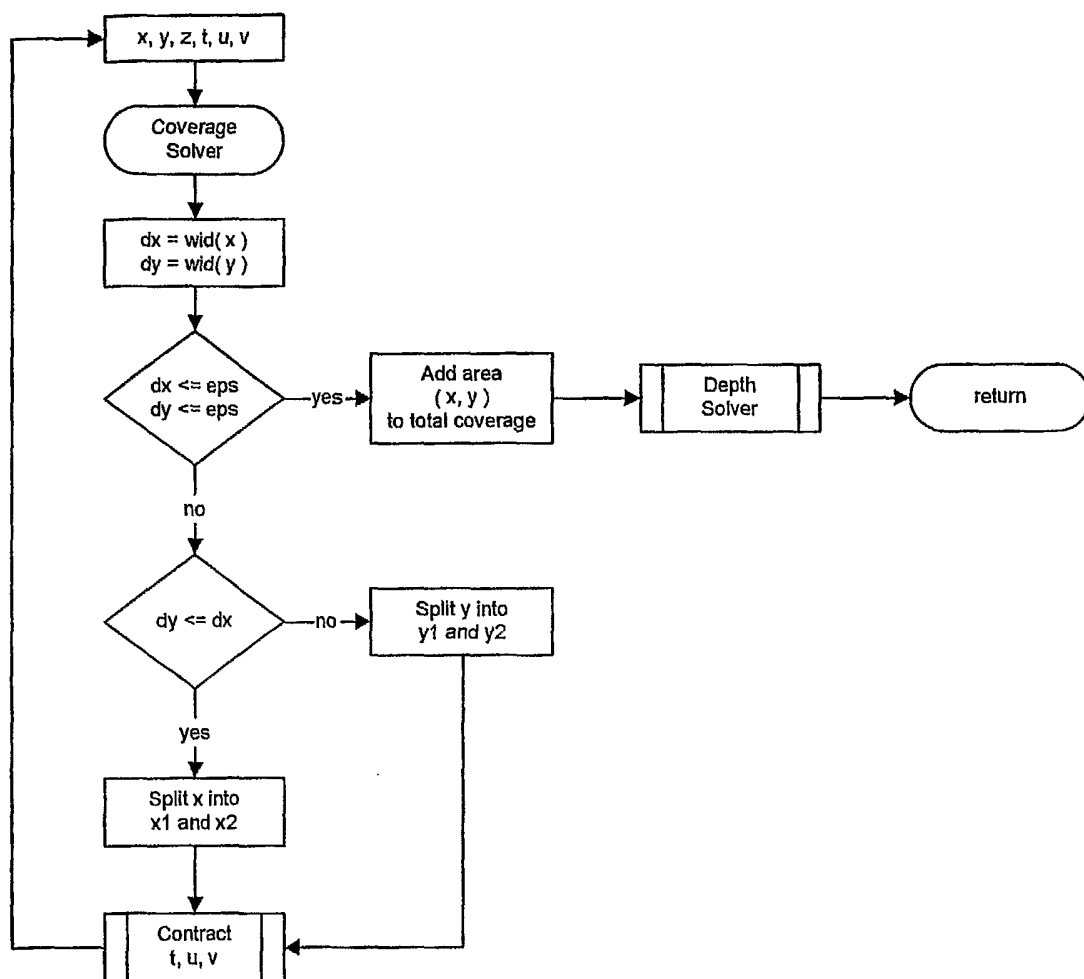 x, y, z, t, u, v
Coverage
Solver
dx = wid( x )
dy = wid( y )
dx <= eps
dy <= eps
yes
Add area
( x, y )
to total coverage
Depth
Solver
return
no
dy <= dx
no
Split y into
y1 and y2
yes
Split x into
x1 and x2
Contract
t, u, v